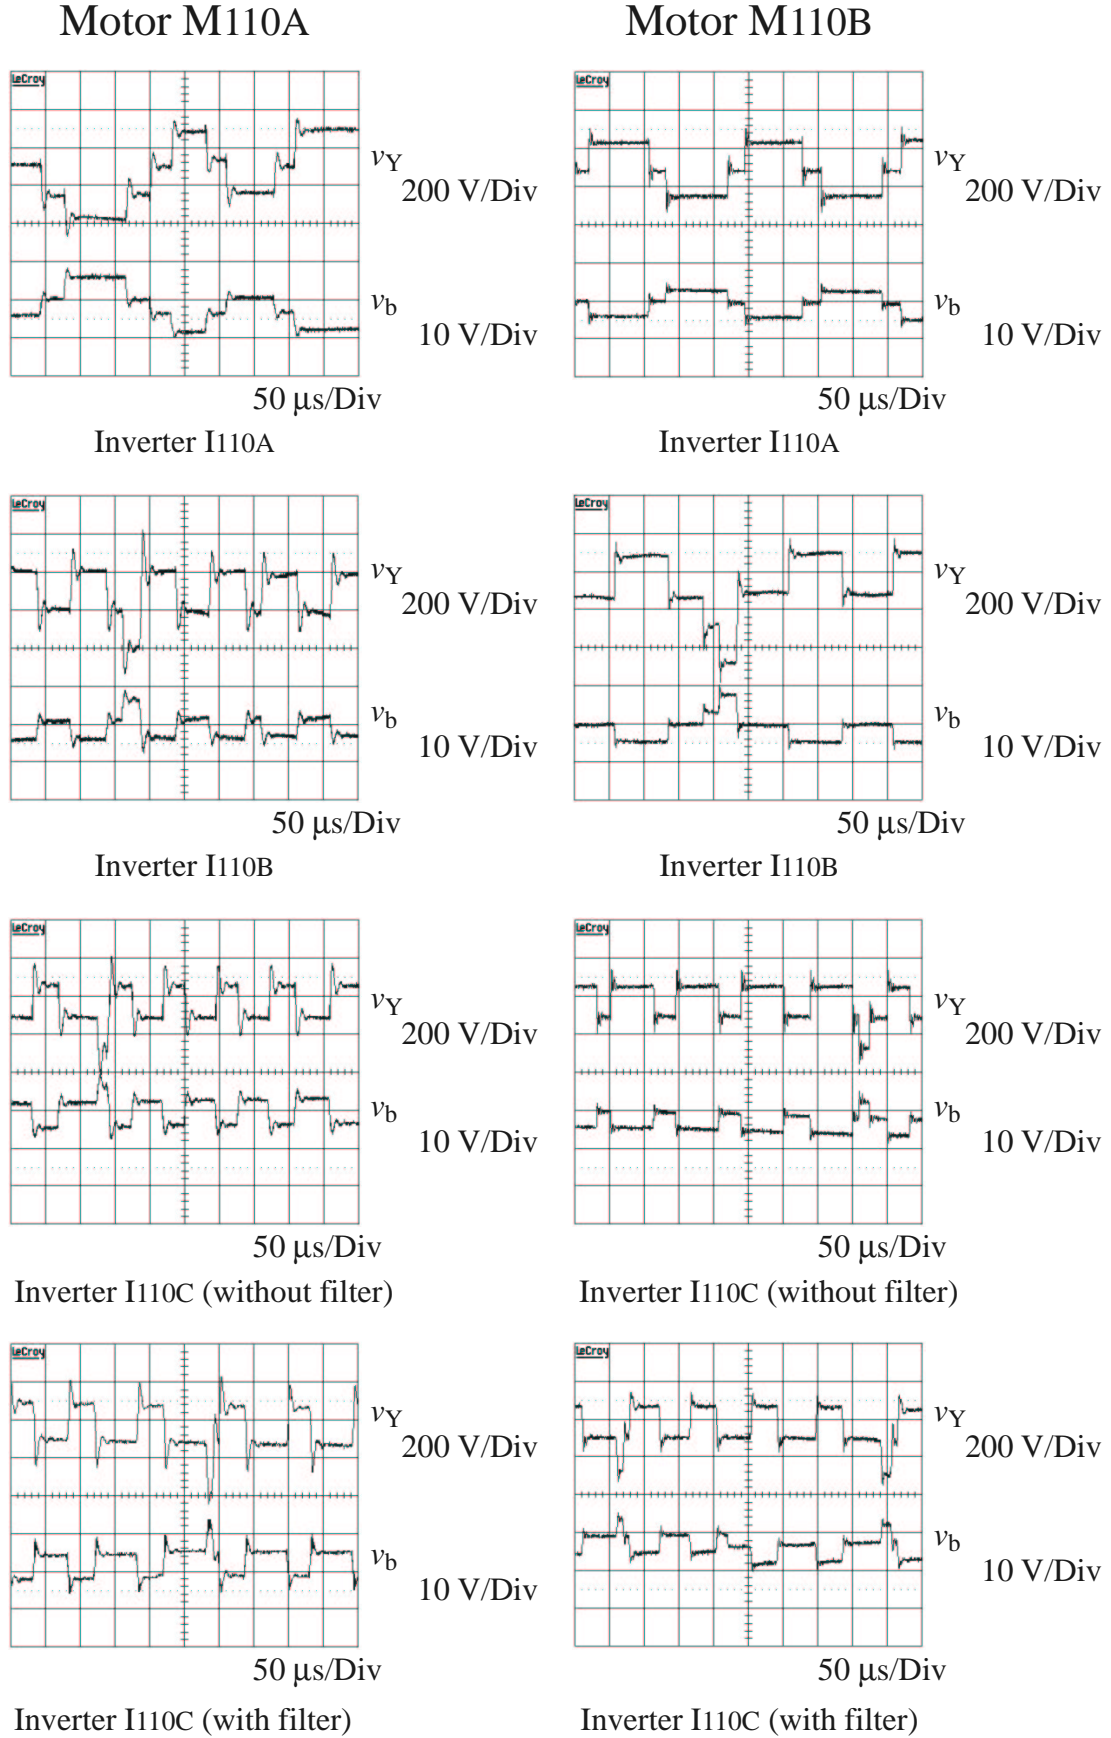 Motor M110A
Motor M110B
LeCroy
vY
200 V/Div
vb
10 V/Div
50 μs/Div
Inverter I110A
LeCroy
vY
200 V/Div
vb
10 V/Div
50 μs/Div
Inverter I110A
LeCroy
vY
200 V/Div
vb
10 V/Div
50 μs/Div
Inverter I110B
LeCroy
vY
200 V/Div
vb
10 V/Div
50 μs/Div
Inverter I110B
LeCroy
vY
200 V/Div
vb
10 V/Div
50 μs/Div
Inverter I110C (without filter)
LeCroy
vY
200 V/Div
vb
10 V/Div
50 μs/Div
Inverter I110C (without filter)
LeCroy
vY
200 V/Div
vb
10 V/Div
50 μs/Div
Inverter I110C (with filter)
LeCroy
vY
200 V/Div
vb
10 V/Div
50 μs/Div
Inverter I110C (with filter)